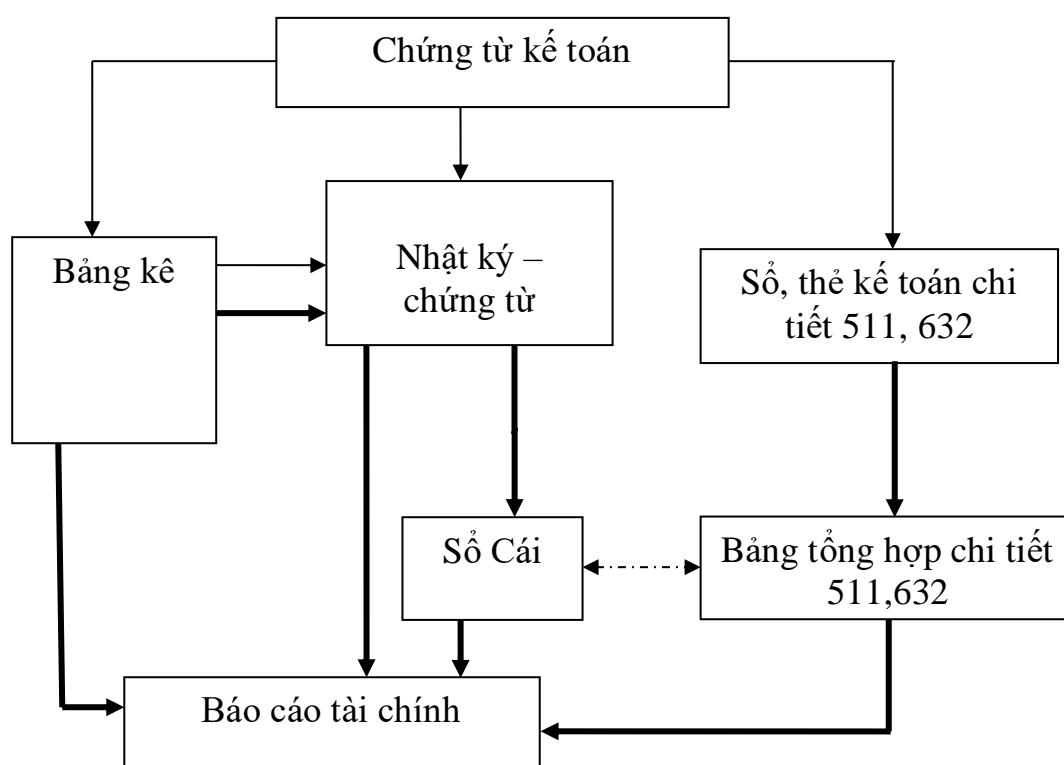 Chứng từ kế toán
Bảng kê
Nhật ký –
chứng từ
Sổ, thẻ kế toán chi
tiết 511, 632
Sổ Cái
Bảng tổng hợp chi tiết
511,632
Báo cáo tài chính